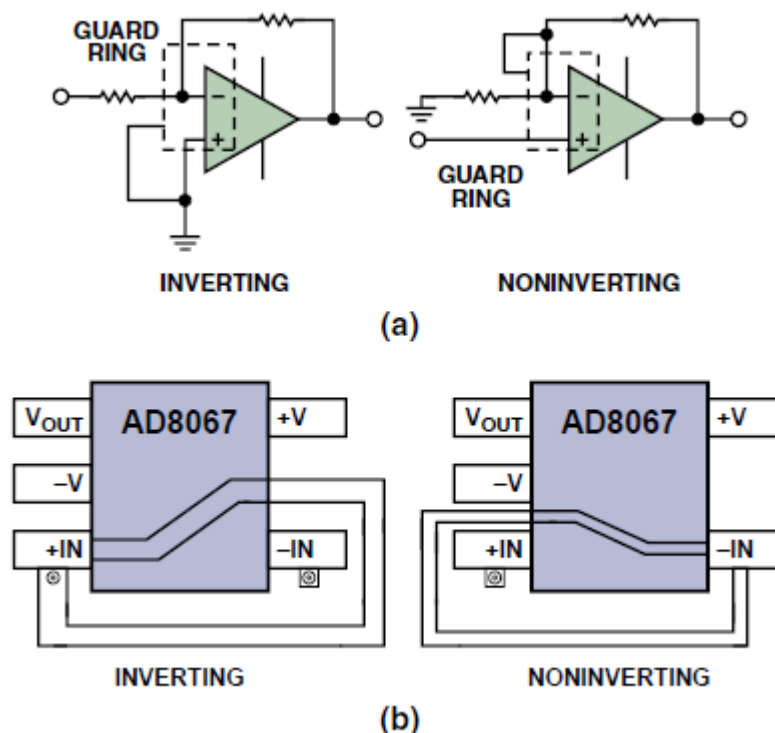 GUARD
RING
−
+
INVERTING
GUARD
RING
−
+
NONINVERTING
(a)
VOUT
AD8067
+V
−V
+IN
−IN
INVERTING
VOUT
AD8067
+V
−V
+IN
−IN
NONINVERTING
(b)